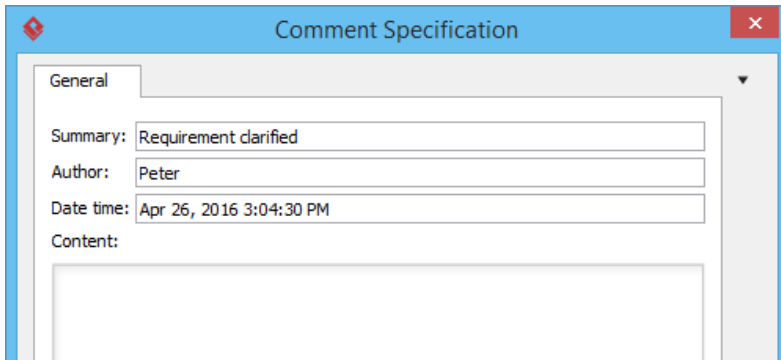 Comment Specification
General
Summary: Requirement clarified
Author: Peter
Date time: Apr 26, 2016 3:04:30 PM
Content: